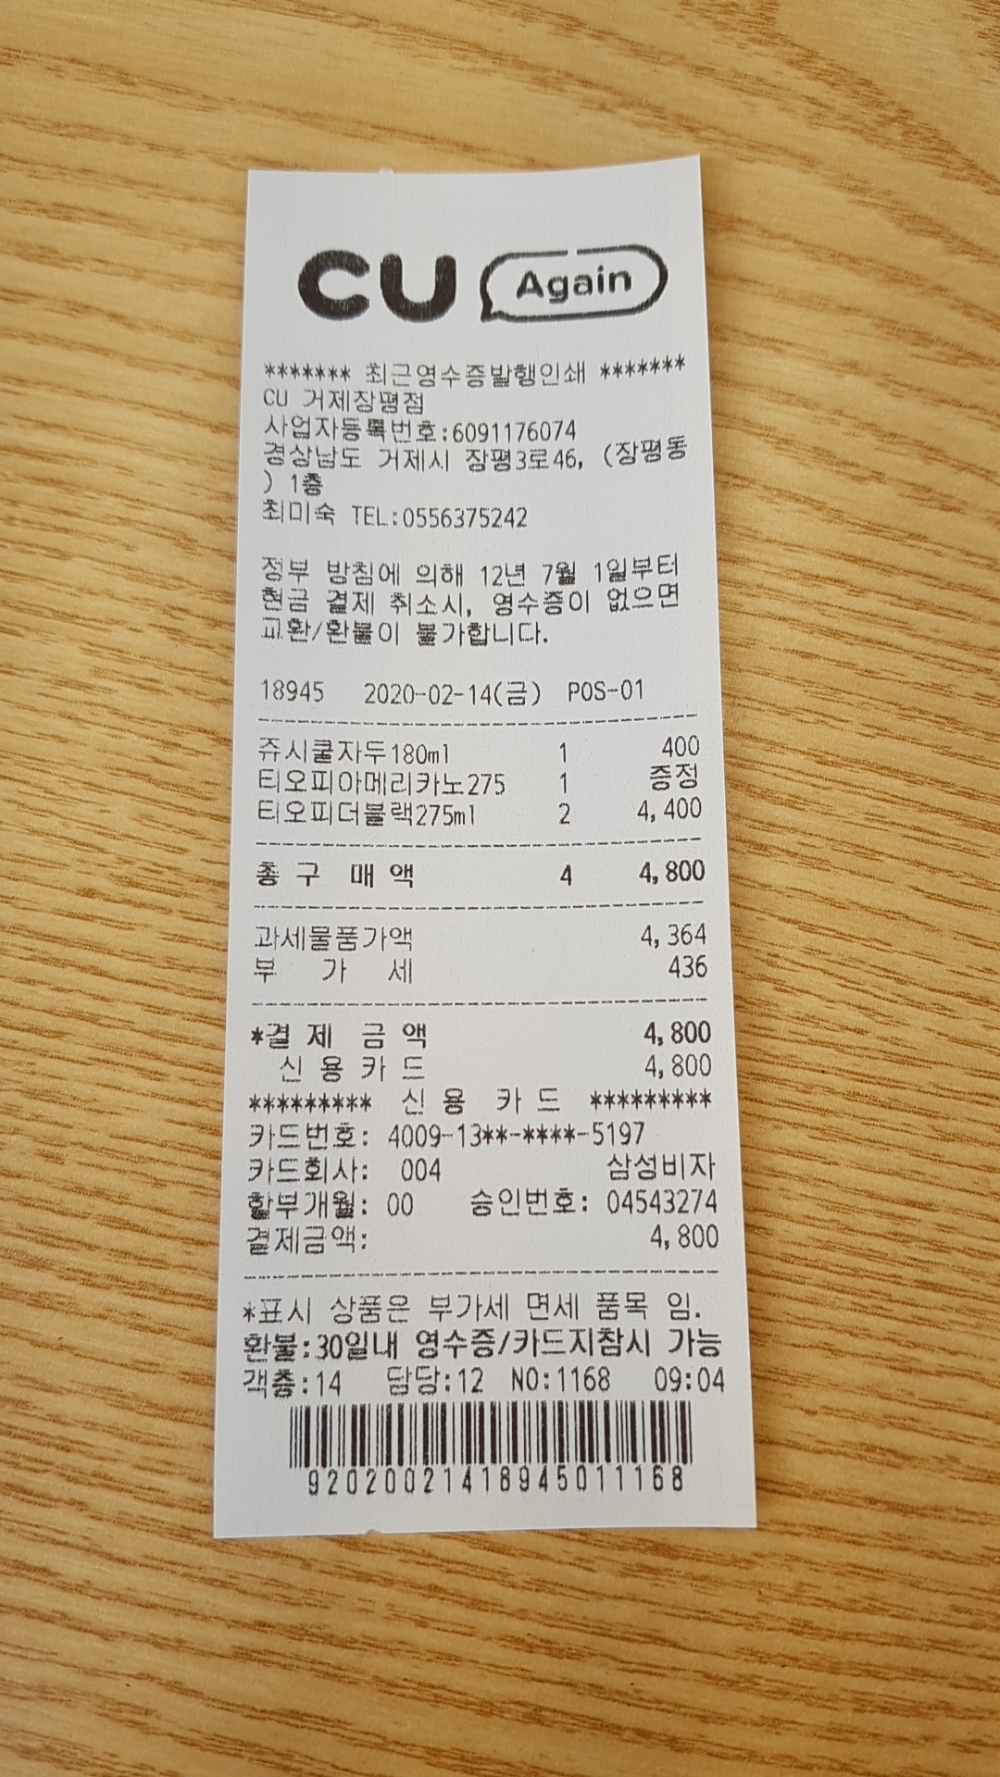 CU Again
******* 최근영수증발행인쇄 *******
CU 거제장평점
사업자등록번호:6091176074
경상남도 거제시 장평3로46, (장평동
) 1층
최미숙 TEL:0556375242
정부 방침에 의해 12년 7월 1일부터
현금 결제 취소시, 영수증이 없으면
교환/환불이 불가합니다.
18945 2020-02-14(금) POS-01
쥬시쿨자두180ml 1 400
티오피아메리카노275 1 증정
티오피더블랙275ml 2 4,400
총 구 매 액 4 4,800
과세물품가액 4,364
부 가 세 436
*결 제 금 액 4,800
신 용 카 드 4,800
********* 신 용 카 드 *********
카드번호: 4009-13**-****-5197
카드회사: 004 삼성비자
할부개월: 00 승인번호: 04543274
결제금액: 4,800
*표시 상품은 부가세 면세 품목 임.
환불:30일내 영수증/카드지참시 가능
객층:14 담당:12 NO:1168 09:04
9202002141894501​1168